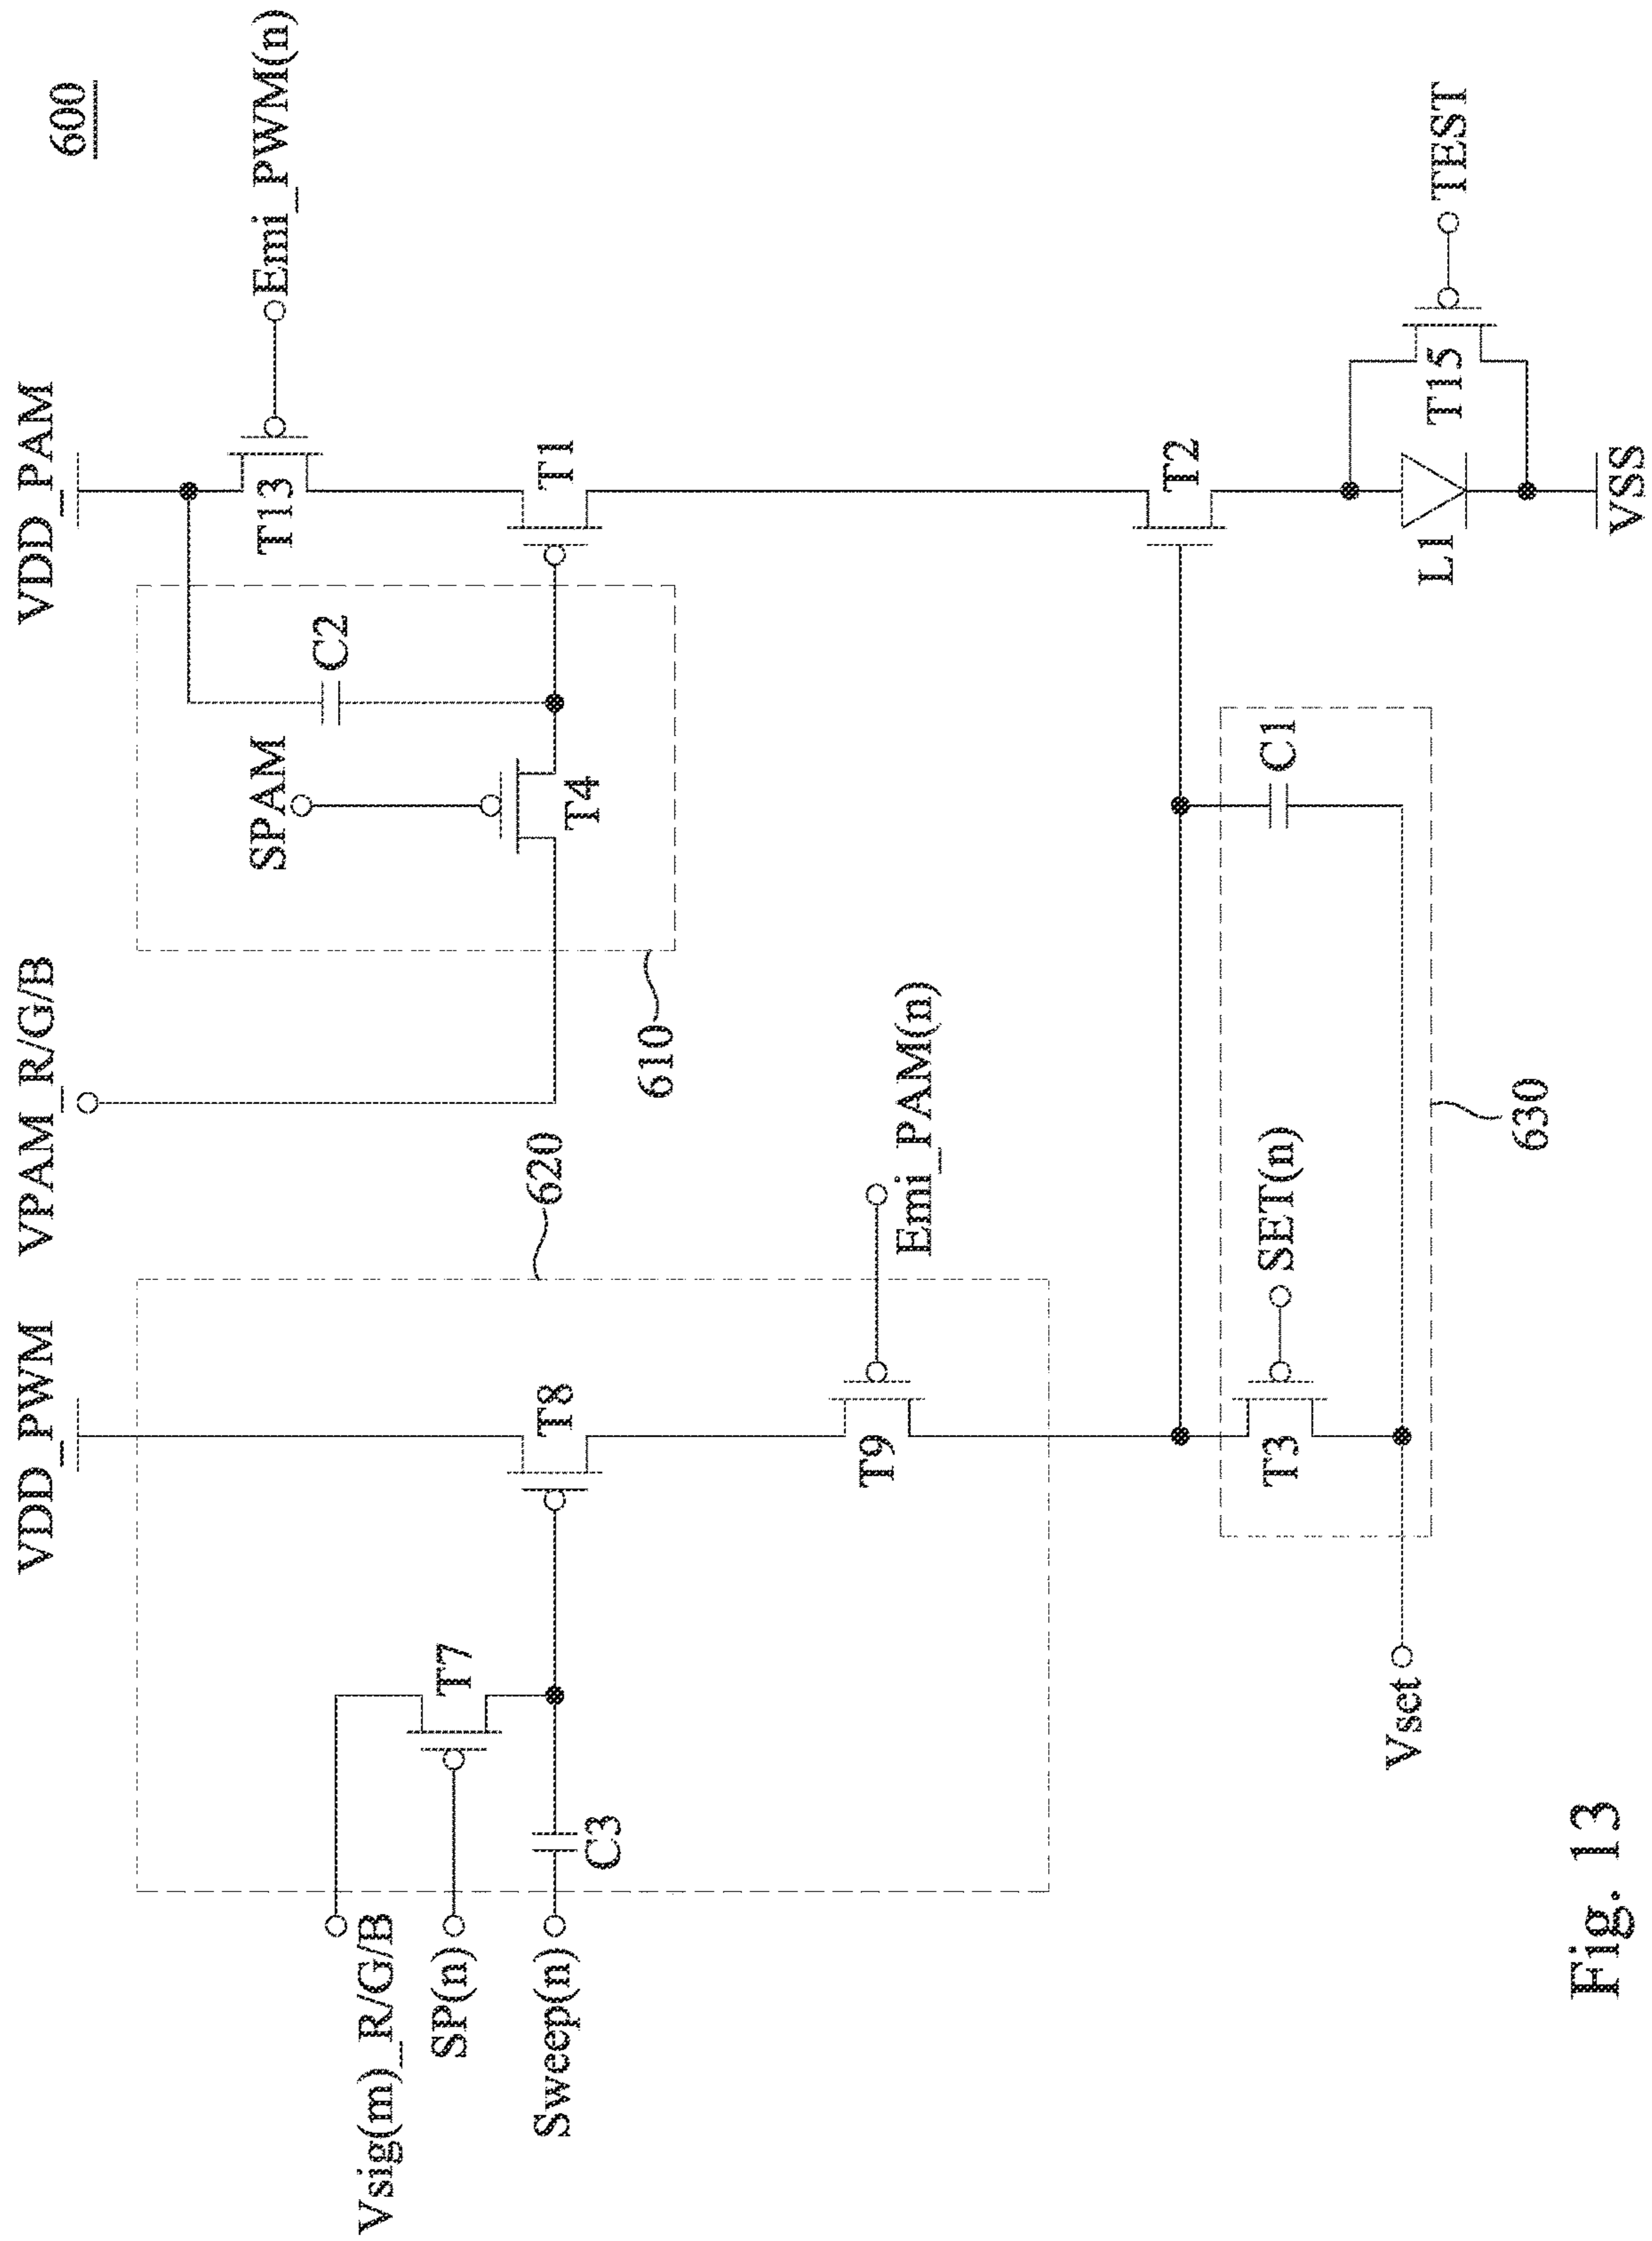 600
VDD_PWM
VPAM_R/G/B
VDD_PAM
Vsig(m)_R/G/B
SP(n)
Sweep(n)
T7
C3
T8
620
SPAM
C2
T4
610
T13
Emi_PWM(n)
T1
T9
Emi_PAM(n)
T2
T3
SET(n)
C1
630
Vset
L1
T15
TEST
VSS
Fig. 13